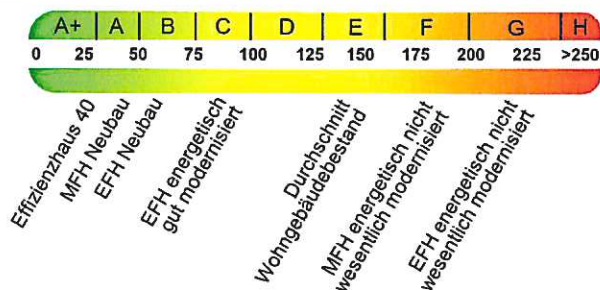 A+ A B C D E F G H
0 25 50 75 100 125 150 175 200 225 >250
Effizienzhaus 40
MFH Neubau
EFH Neubau
EFH energetisch
gut modernisiert
Durchschnitt
Wohngebäudebestand
MFH energetisch nicht
wesentlich modernisiert
EFH energetisch nicht
wesentlich modernisiert